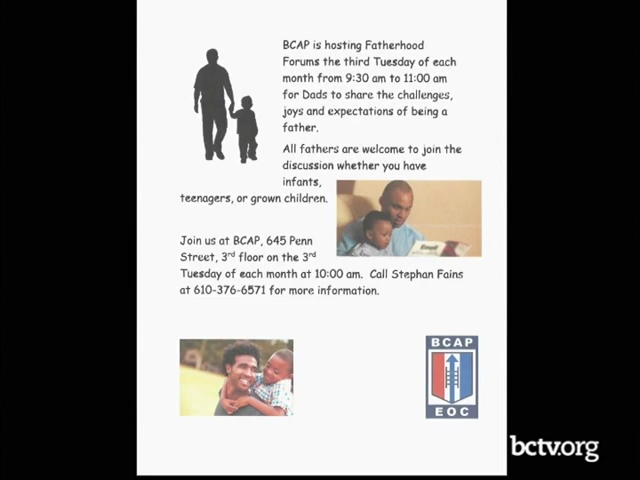 BCAP is hosting Fatherhood
Forums the third Tuesday of each
month from 9:30 am to 11:00 am
for Dads to share the challenges,
joys and expectations of being a
father.
All fathers are welcome to join the
discussion whether you have
infants,
teenagers, or grown children.
Join us at BCAP, 645 Penn
Street, 3rd floor on the 3rd
Tuesday of each month at 10:00 am. Call Stephan Fains
at 610-376-6571 for more information.
BCAP
EOC
bctv.org